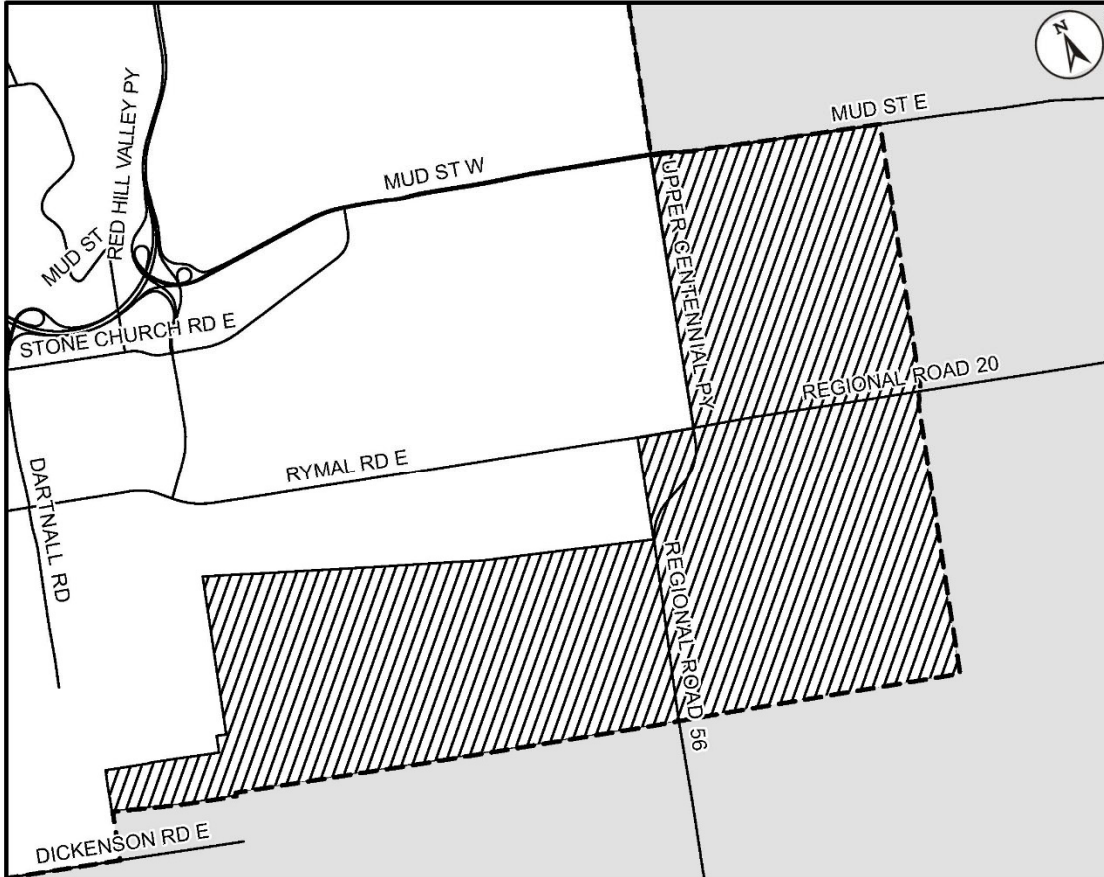 N
MUD ST E
RED HILL VALLEY PY
MUD ST W
UPPER CENTENNIAL PY
MUD ST
STONE CHURCH RD E
REGIONAL ROAD 20
RYMAL RD E
DARTNALL RD
REGIONAL ROAD 56
DICKENSON RD E